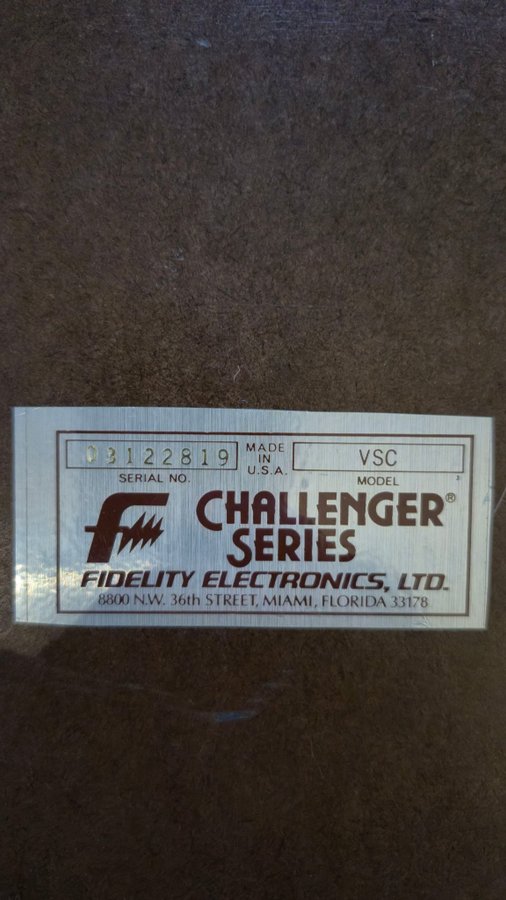 03122819 MADE IN U.S.A. VSC
SERIAL NO. MODEL
CHALLENGER®
SERIES
FIDELITY ELECTRONICS, LTD.
8800 N.W. 36th STREET, MIAMI, FLORIDA 33178